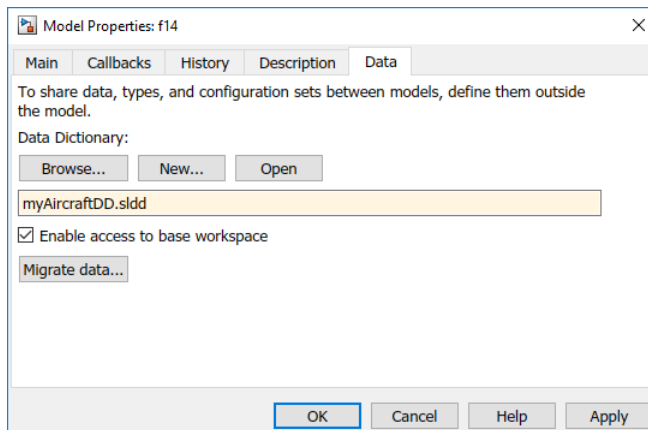 Model Properties: f14
Main Callbacks History Description Data
To share data, types, and configuration sets between models, define them outside
the model.
Data Dictionary:
Browse... New... Open
myAircraftDD.sldd
Enable access to base workspace
Migrate data...
OK Cancel Help Apply